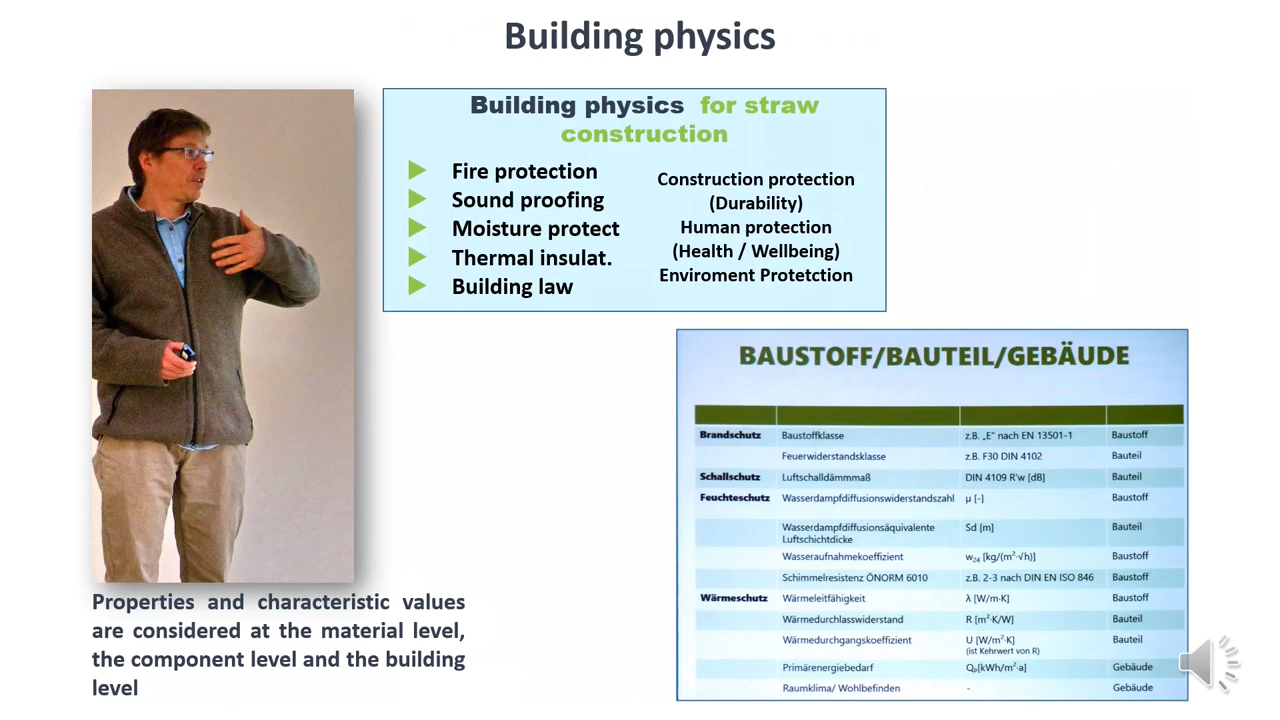 Building physics
Building physics for straw
construction
Fire protection
Sound proofing
Moisture protect
Thermal insulat.
Building law
Construction protection
(Durability)
Human protection
(Health / Wellbeing)
Enviroment Protetction
BAUSTOFF/BAUTEIL/GEBÄUDE
Brandschutz Baustoffklasse z.B. „E" nach EN 13501-1 Baustoff
Feuerwiderstandsklasse z.B. F30 DIN 4102 Bauteil
Schallschutz Luftschalldämmmaß DIN 4109 R'w [dB] Bauteil
Feuchteschutz Wasserdampfdiffusionswiderstandszahl µ [-] Baustoff
Wasserdampfdiffusionsäquivalente Sd [m] Bauteil
Luftschichtdicke
Wasseraufnahmekoeffizient w₂₄ [kg/(m²·√h)] Baustoff
Schimmelresistenz ÖNORM 6010 z.B. 2-3 nach DIN EN ISO 846 Baustoff
Wärmeschutz Wärmeleitfähigkeit λ [W/m·K] Baustoff
Wärmedurchlasswiderstand R [m²·K/W] Bauteil
Wärmedurchgangskoeffizient U [W/m²·K] Bauteil
(ist Kehrwert von R)
Primärenergiebedarf Qₚ[kWh/m²·a] Gebäude
Raumklima/ Wohlbefinden - Gebäude
Properties and characteristic values
are considered at the material level,
the component level and the building
level